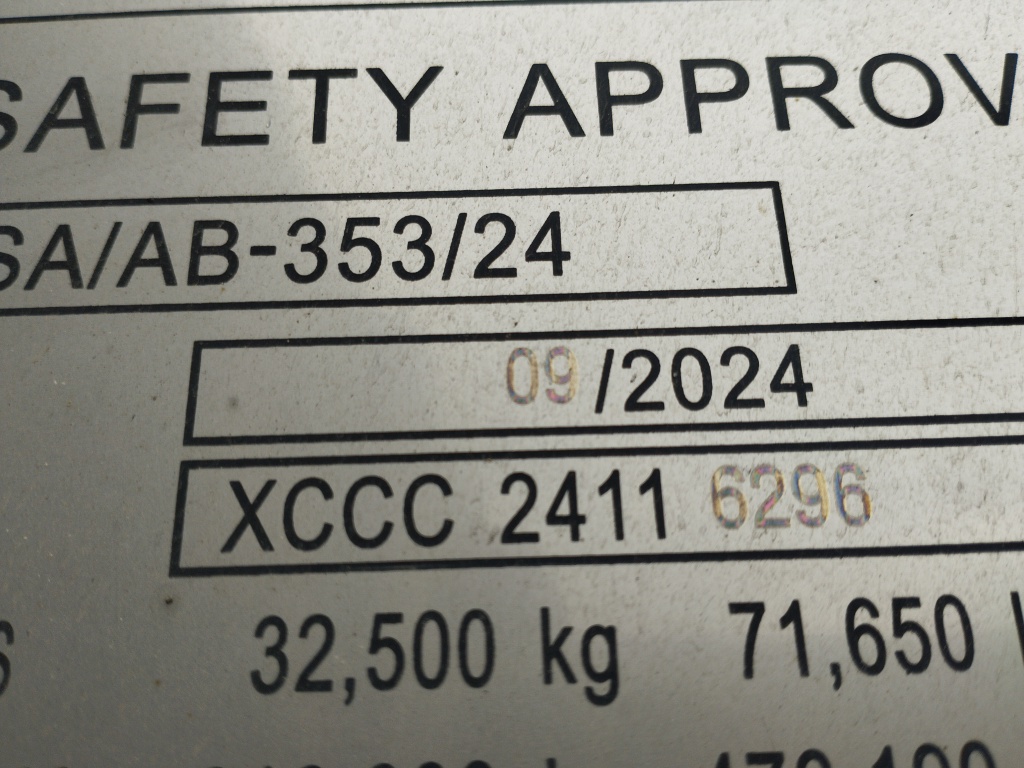 SAFETY APPROV
SA/AB-353/24
09/2024
XCCC 2411 6296
32,500 kg 71,650